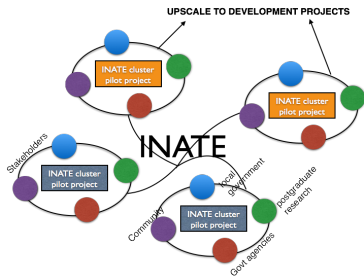 UPSCALE TO DEVELOPMENT PROJECTS
INATE cluster
pilot project
INATE cluster
pilot project
INATE
Stakeholders
INATE cluster
pilot project
local
government
postgraduate
research
INATE cluster
pilot project
Community
Govt agencies